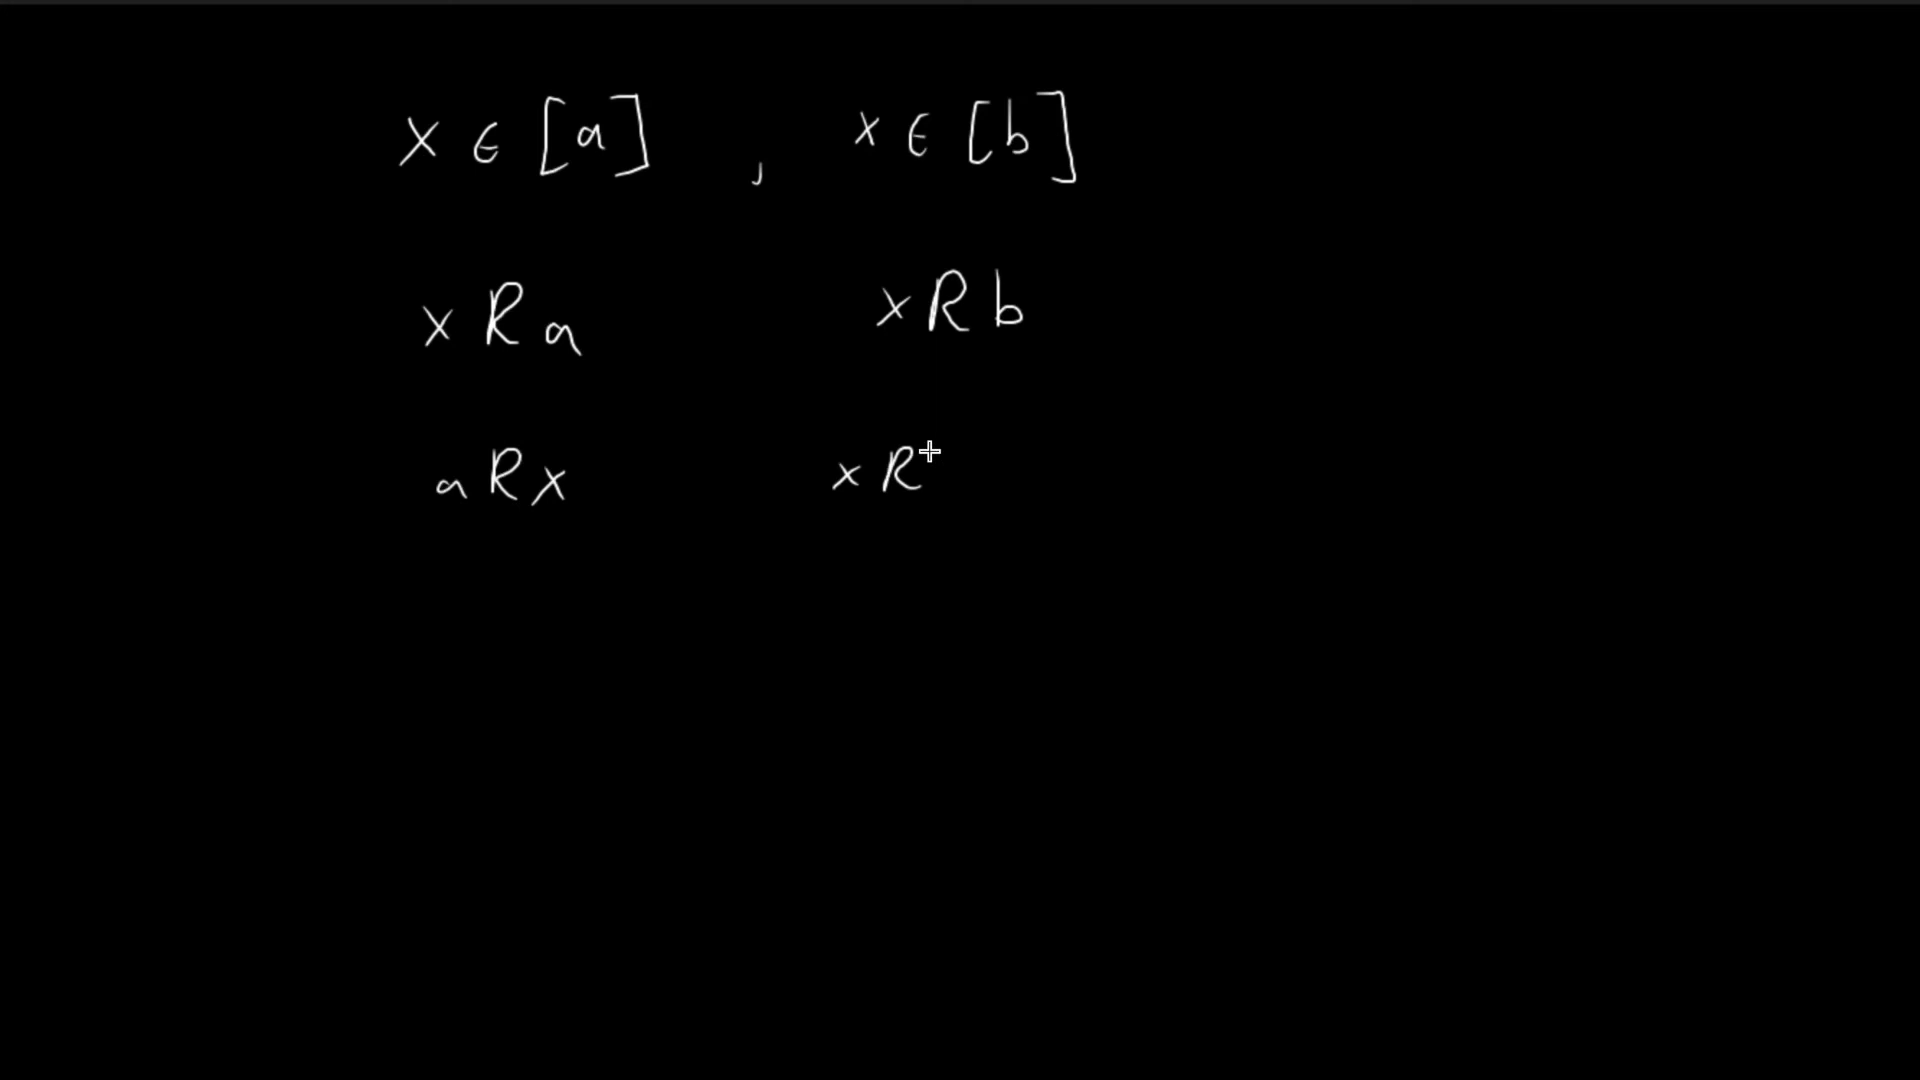 x ∈ [a] , x ∈ [b]
x R a x R b
a R x x R